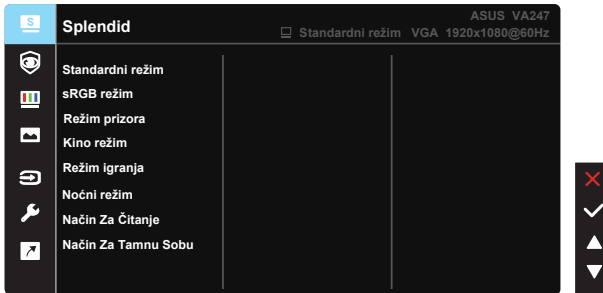 S
Splendid
ASUS VA247
Standardni režim VGA 1920x1080@60Hz
Standardni režim
sRGB režim
Režim prizora
Kino režim
Režim igranja
Noćni režim
Način Za Čitanje
Način Za Tamnu Sobu